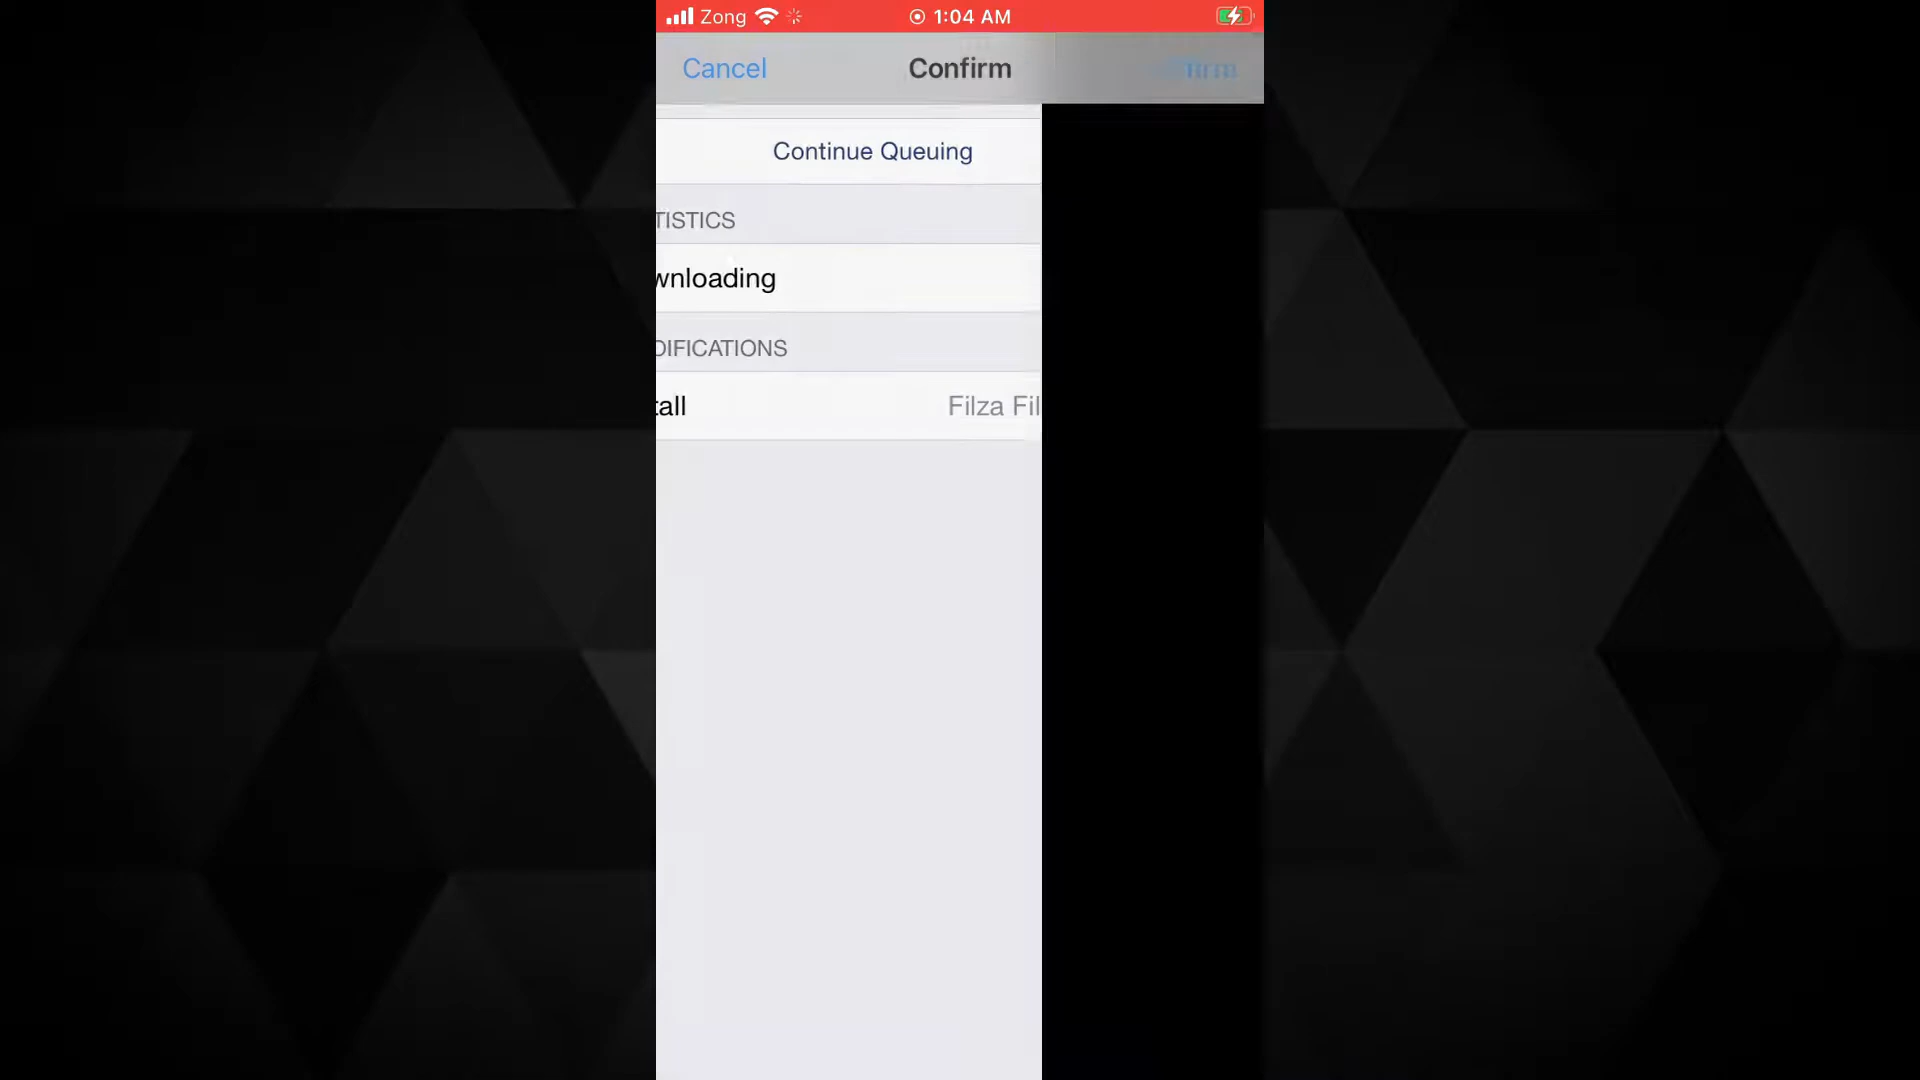 Zong 1:04 AM
Cancel Confirm
Continue Queuing
TISTICS
wnloading
DIFICATIONS
tall Filza Fil